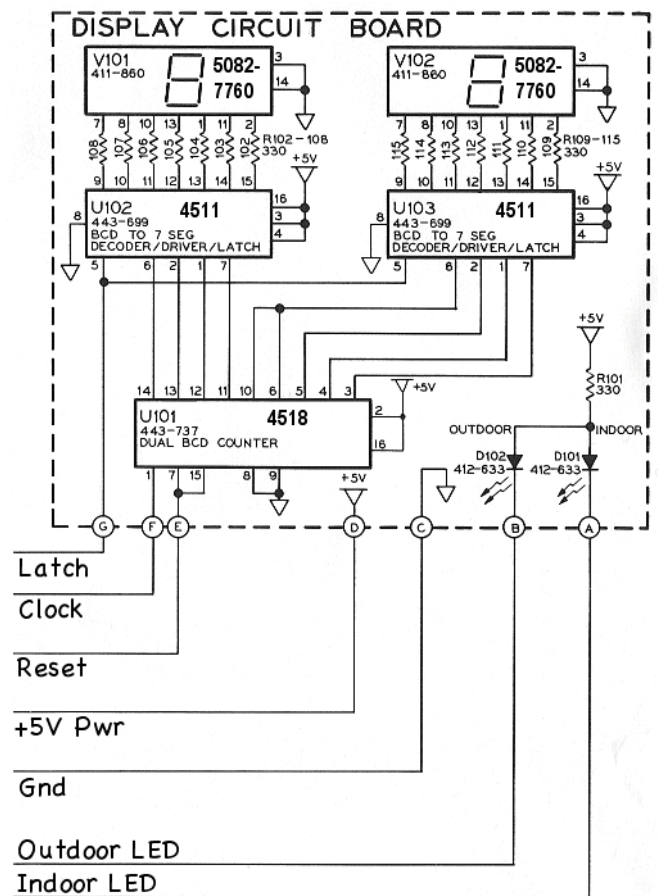 DISPLAY CIRCUIT BOARD
V101
411-860
5082-
7760
3
14
V102
411-860
5082-
7760
3
14
7 8 10 13 1 11 2
7 8 10 13 1 11 2
108 107 106 105 104 103 102
R102-108
330
115 114 113 112 111 110 109
R109-115
330
+5V
+5V
9 10 11 12 13 14 15
9 10 11 12 13 14 15
8
U102
443-699
4511
BCD TO 7 SEG
DECODER/DRIVER/LATCH
16
3
4
8
U103
443-699
4511
BCD TO 7 SEG
DECODER/DRIVER/LATCH
16
3
4
5 6 2 1 7
5 6 2 1 7
+5V
R101
330
14 13 12 11 10 6 5 4 3
+5V
U101
443-737
4518
DUAL BCD COUNTER
2
16
OUTDOOR
INDOOR
D102
412-633
D101
412-633
1 7 15 8 9
+5V
G F E D C B A
Latch
Clock
Reset
+5V Pwr
Gnd
Outdoor LED
Indoor LED